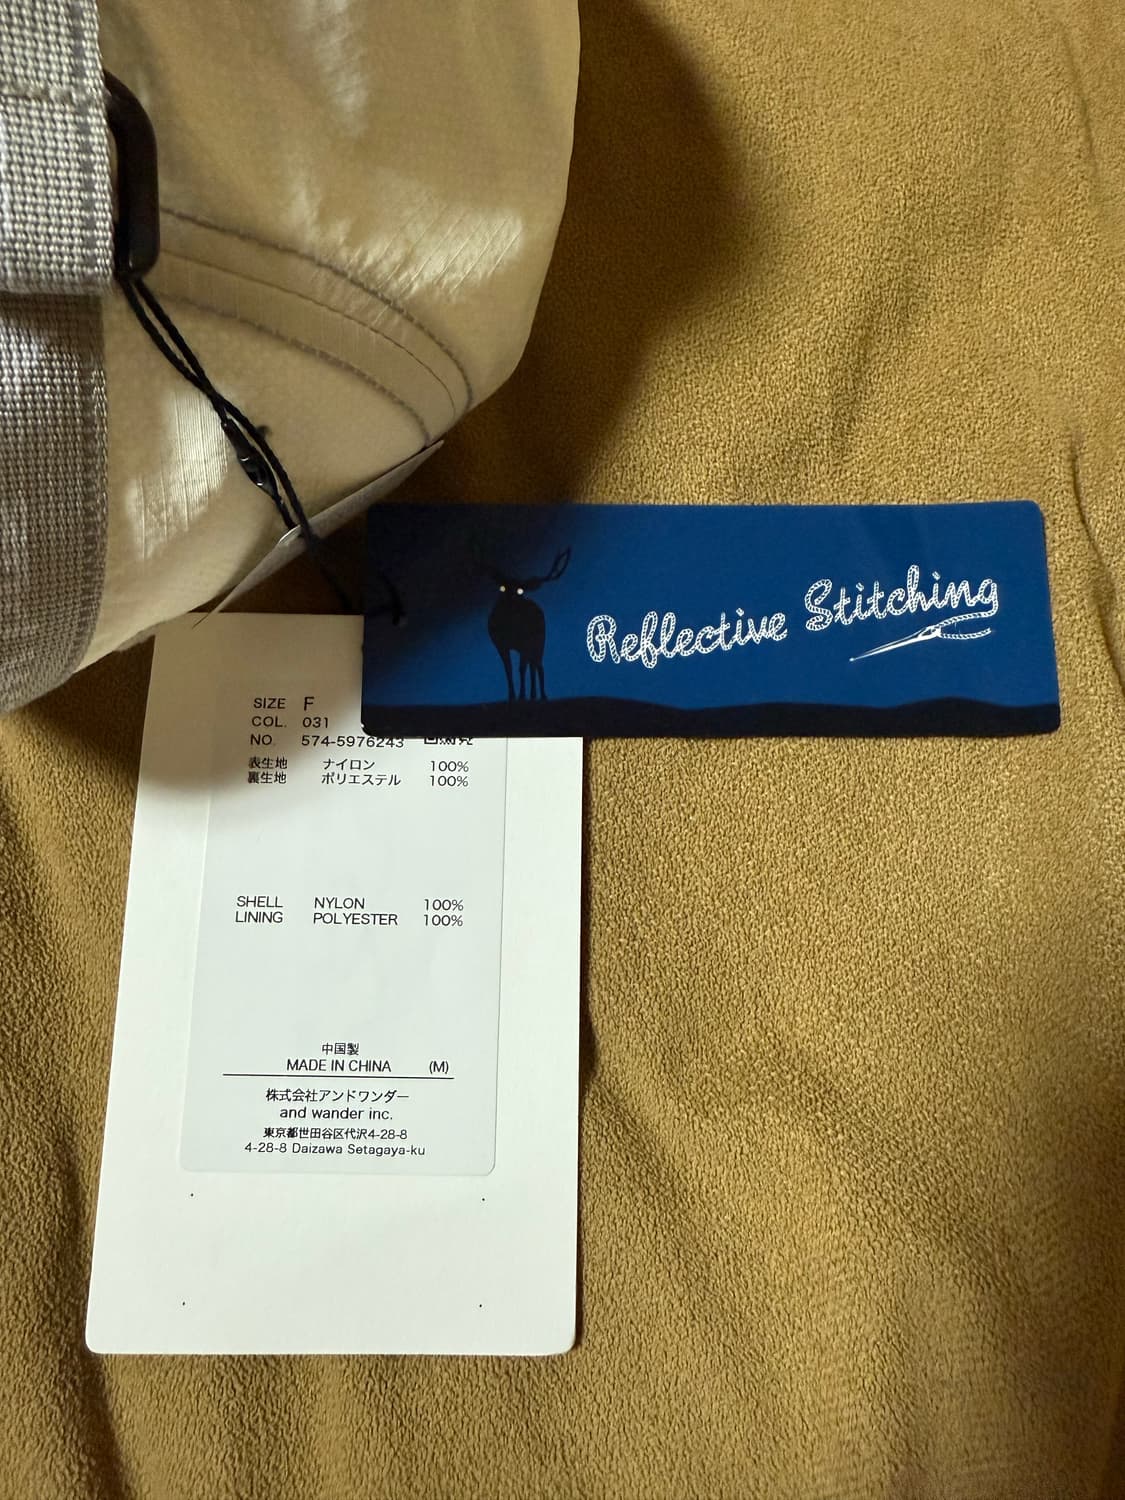 Reflective Stitching
SIZE F
COL. 031
NO. 574-5976243
表生地 ナイロン 100%
裏生地 ポリエステル 100%
SHELL NYLON 100%
LINING POLYESTER 100%
中国製
MADE IN CHINA (M)
株式会社アンドワンダー
and wander inc.
東京都世田谷区代沢4-28-8
4-28-8 Daizawa Setagaya-ku